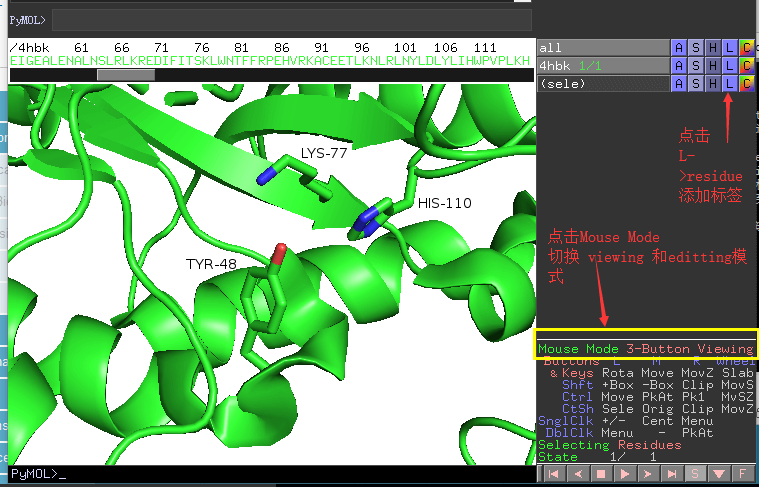 PyMOL>
/4hbk 61 66 71 76 81 86 91 96 101 106 111
EIGEALENALNSLRLKREDIFITSKLWNTFFRPEHVRKACEETLKNLRLNYLDLYLIHWPVPLKH
all A S H L C
4hbk 1/1 A S H L C
(sele) A S H L C
点击
L-
>residue
添加标签
LYS-77
HIS-110
TYR-48
点击Mouse Mode
切换 viewing 和editting模
式
Mouse Mode 3-Button Viewing
Buttons L M R Wheel
& Keys Rota Move MovZ Slab
Shft +Box -Box Clip MovS
Ctrl Move PkAt Pk1 MvSZ
CtSh Sele Orig Clip MovZ
SnglClk +/- Cent Menu
DblClk Menu - PkAt
Selecting Residues
State 1/ 1
PyMOL>_
S F